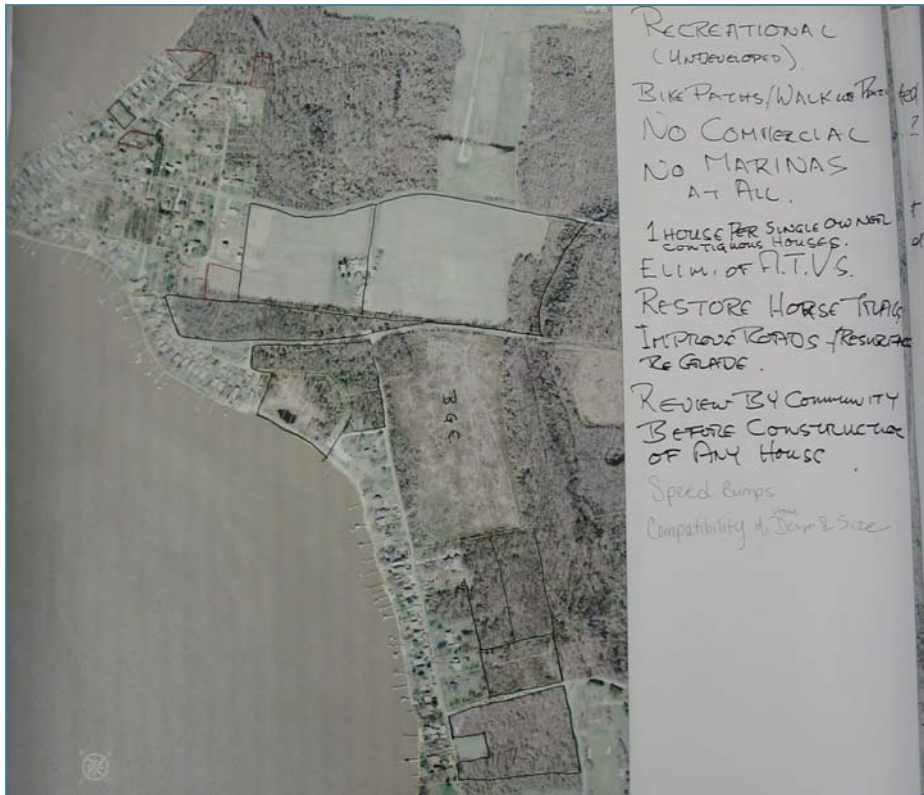 RECREATIONAL
(UNDEVELOPED)
BIKE PATHS/WALKING
NO COMMERCIAL
NO MARINAS
AT ALL.
1 HOUSE PER SINGLE OWNER
CONTIGUOUS HOUSES.
ELIM. OF A.T.V'S.
RESTORE HORSE TRAILS
IMPROVE ROADS /RESURFACE
RE GRADE.
REVIEW BY COMMUNITY
BEFORE CONSTRUCTION
OF ANY HOUSE.
Speed Bumps
Compatibility of Design & Size
BGC
ted
?